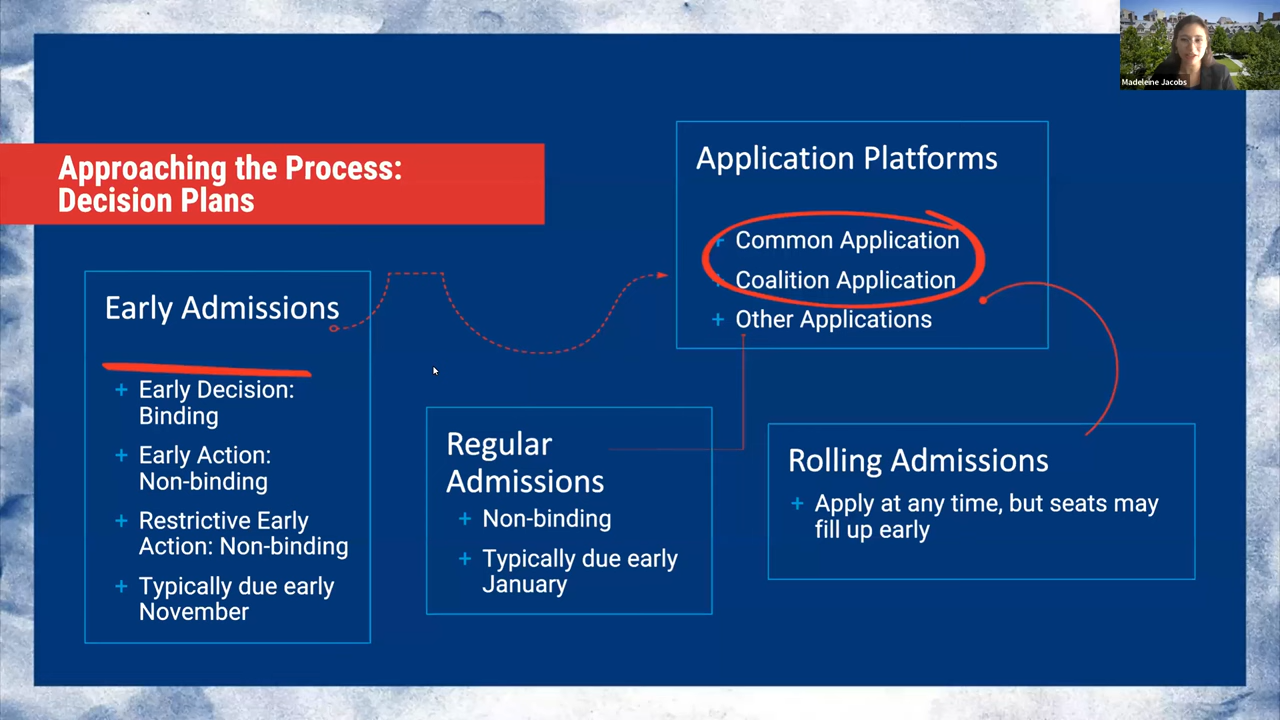 Madeleine Jacobs
Approaching the Process:
Decision Plans
Application Platforms
+ Common Application
+ Coalition Application
+ Other Applications
Early Admissions
+ Early Decision:
Binding
+ Early Action:
Non-binding
+ Restrictive Early
Action: Non-binding
+ Typically due early
November
Regular
Admissions
+ Non-binding
+ Typically due early
January
Rolling Admissions
+ Apply at any time, but seats may
fill up early